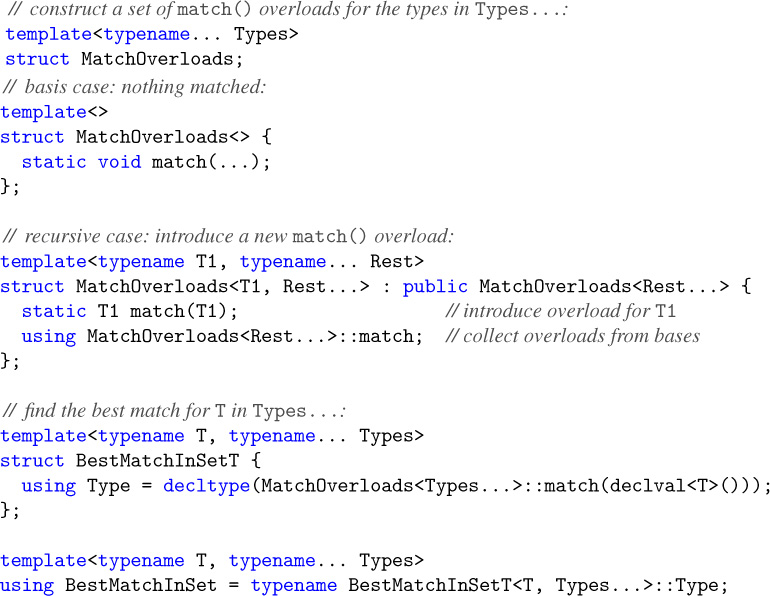 // construct a set of match() overloads for the types in Types...:
template<typename... Types>
struct MatchOverloads;
// basis case: nothing matched:
template<>
struct MatchOverloads<> {
static void match(...);
};
// recursive case: introduce a new match() overload:
template<typename T1, typename... Rest>
struct MatchOverloads<T1, Rest...> : public MatchOverloads<Rest...> {
static T1 match(T1); // introduce overload for T1
using MatchOverloads<Rest...>::match; // collect overloads from bases
};
// find the best match for T in Types...:
template<typename T, typename... Types>
struct BestMatchInSetT {
using Type = decltype(MatchOverloads<Types...>::match(declval<T>()));
};
template<typename T, typename... Types>
using BestMatchInSet = typename BestMatchInSetT<T, Types...>::Type;